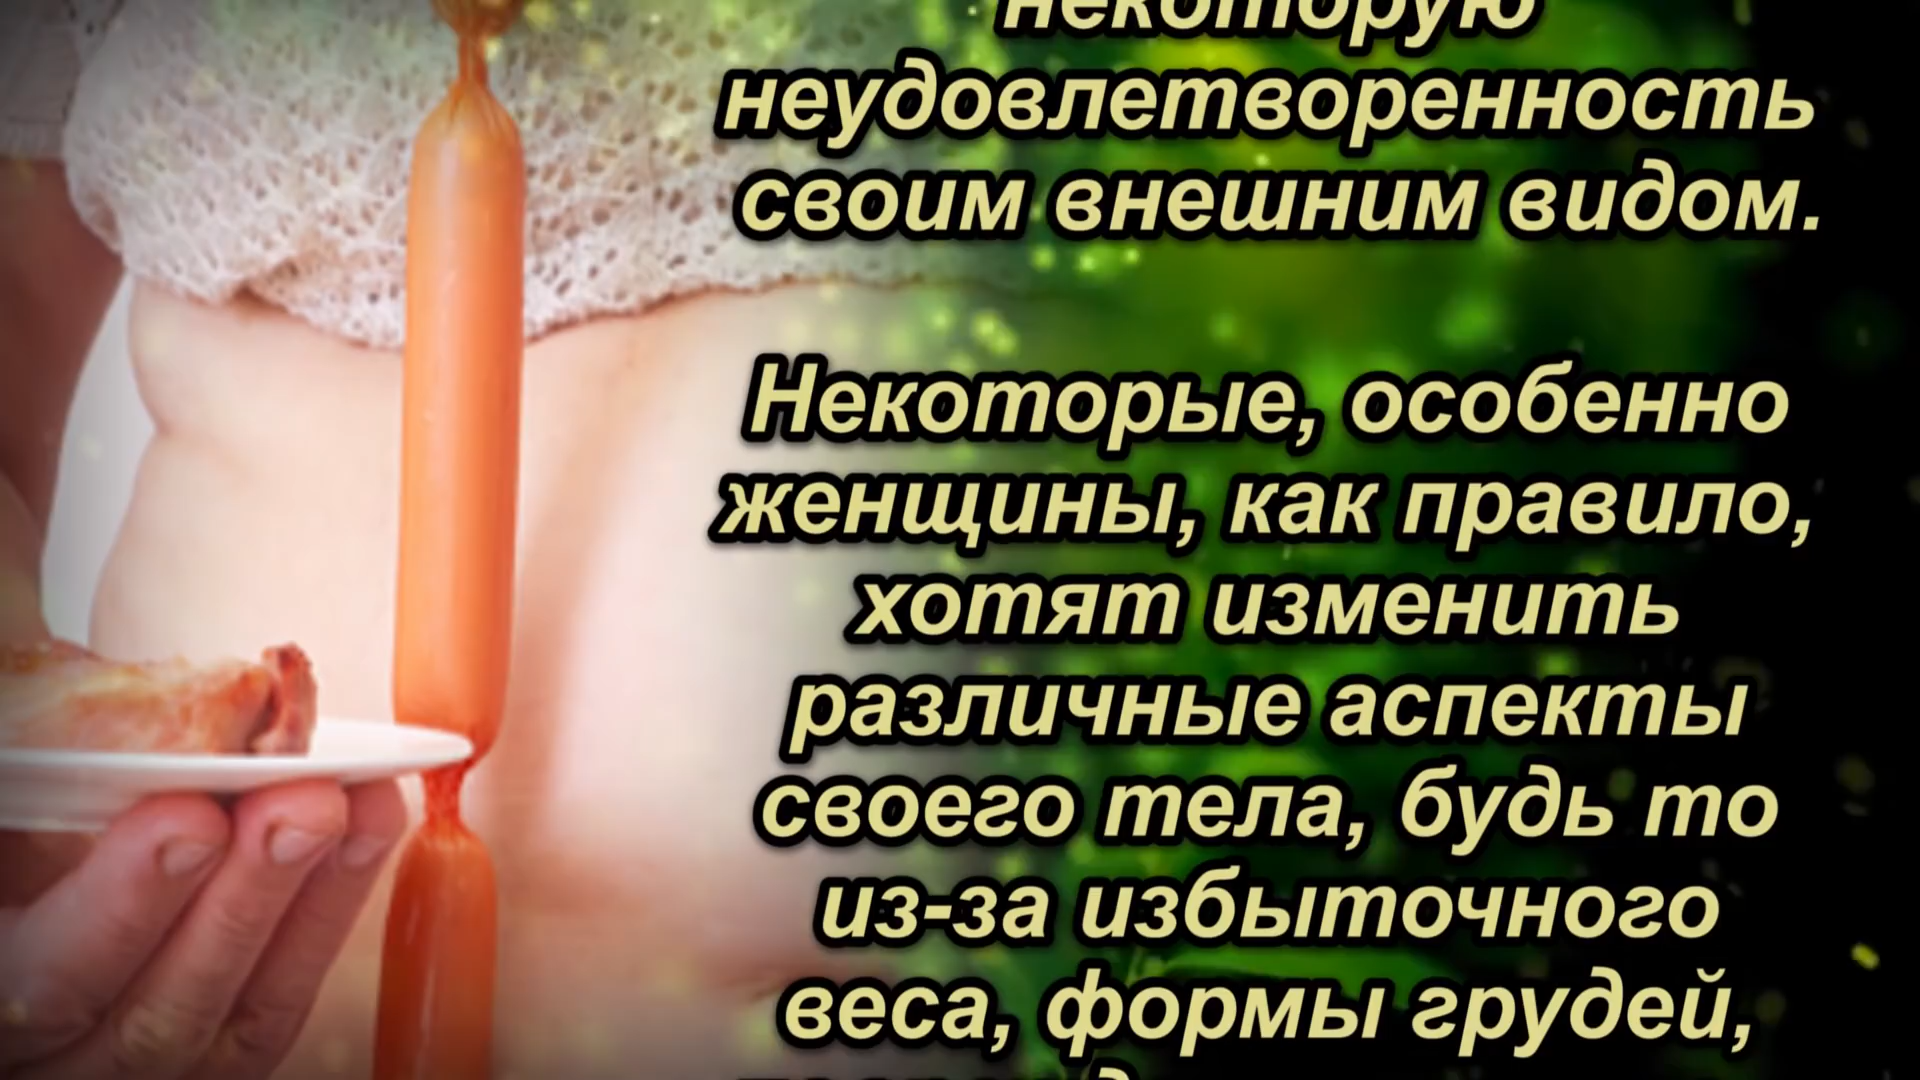 некоторую
неудовлетворенность
своим внешним видом.
Некоторые, особенно
женщины, как правило,
хотят изменить
различные аспекты
своего тела, будь то
из-за избыточного
веса, формы грудей,